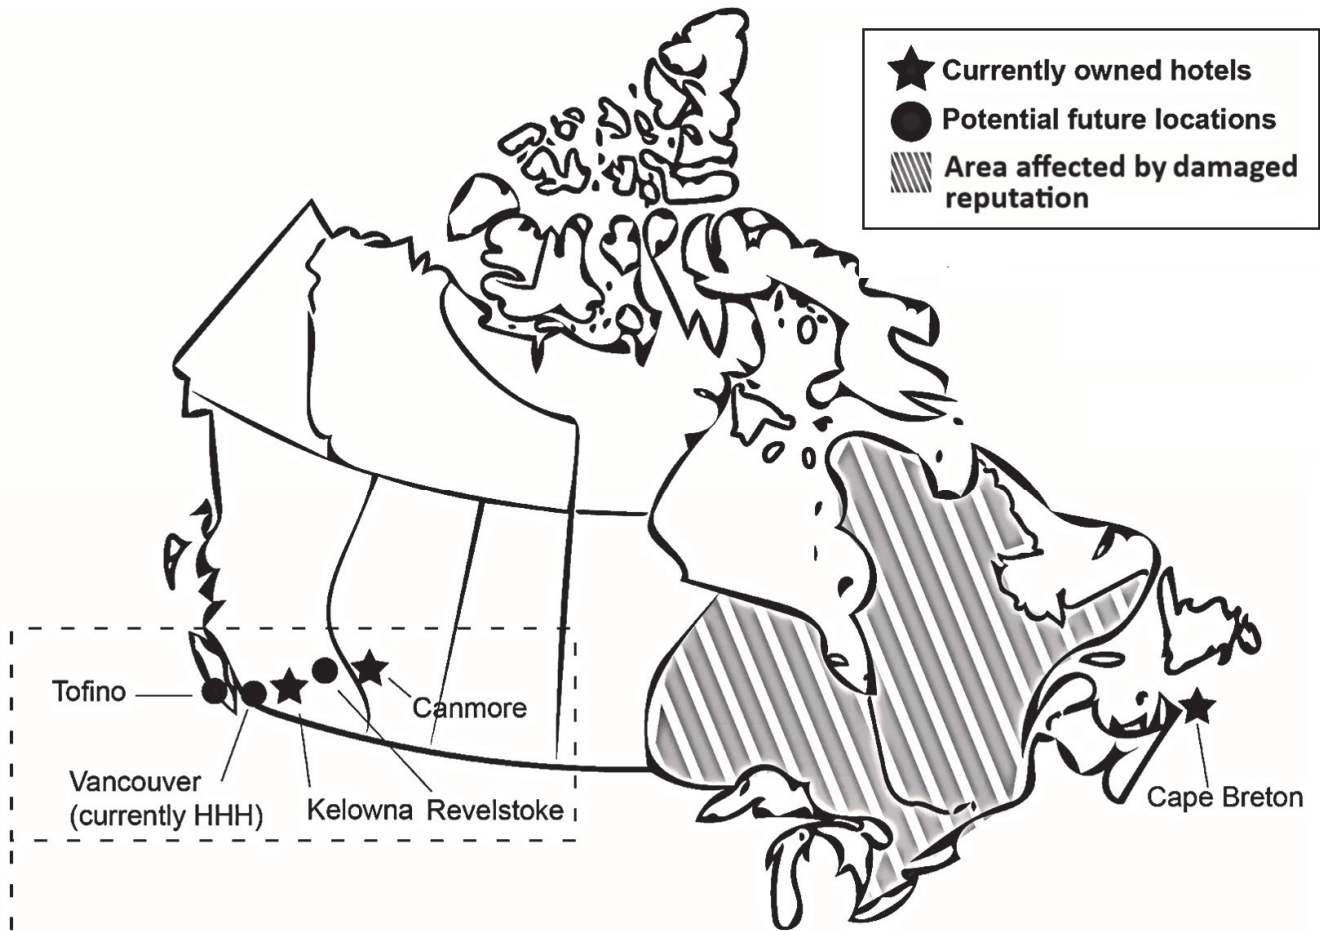 Currently owned hotels
Potential future locations
Area affected by damaged
reputation
Tofino
Canmore
Vancouver
(currently HHH)
Kelowna
Revelstoke
Cape Breton